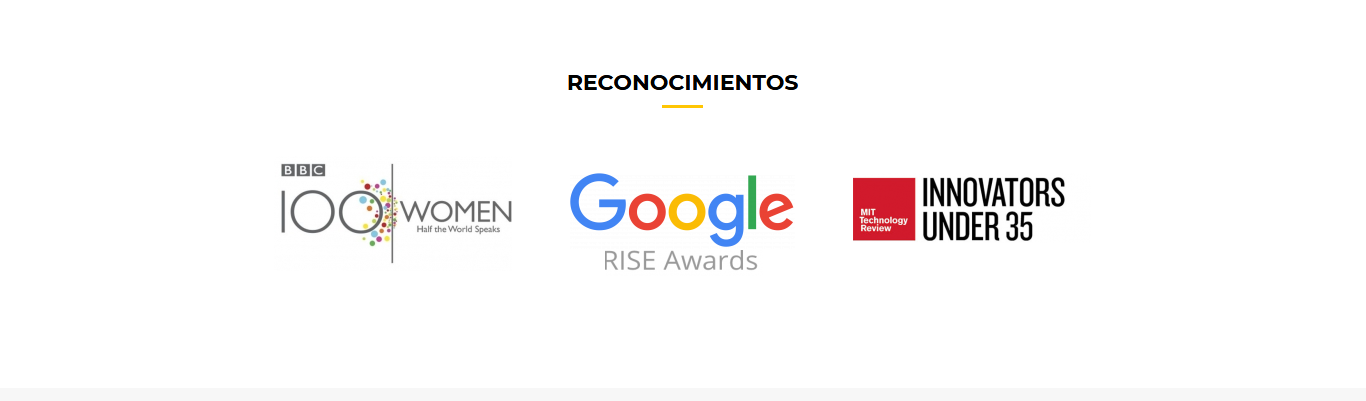 RECONOCIMIENTOS
BBC
100 WOMEN
Half the World Speaks
Google
RISE Awards
MIT
Technology
Review
INNOVATORS
UNDER 35